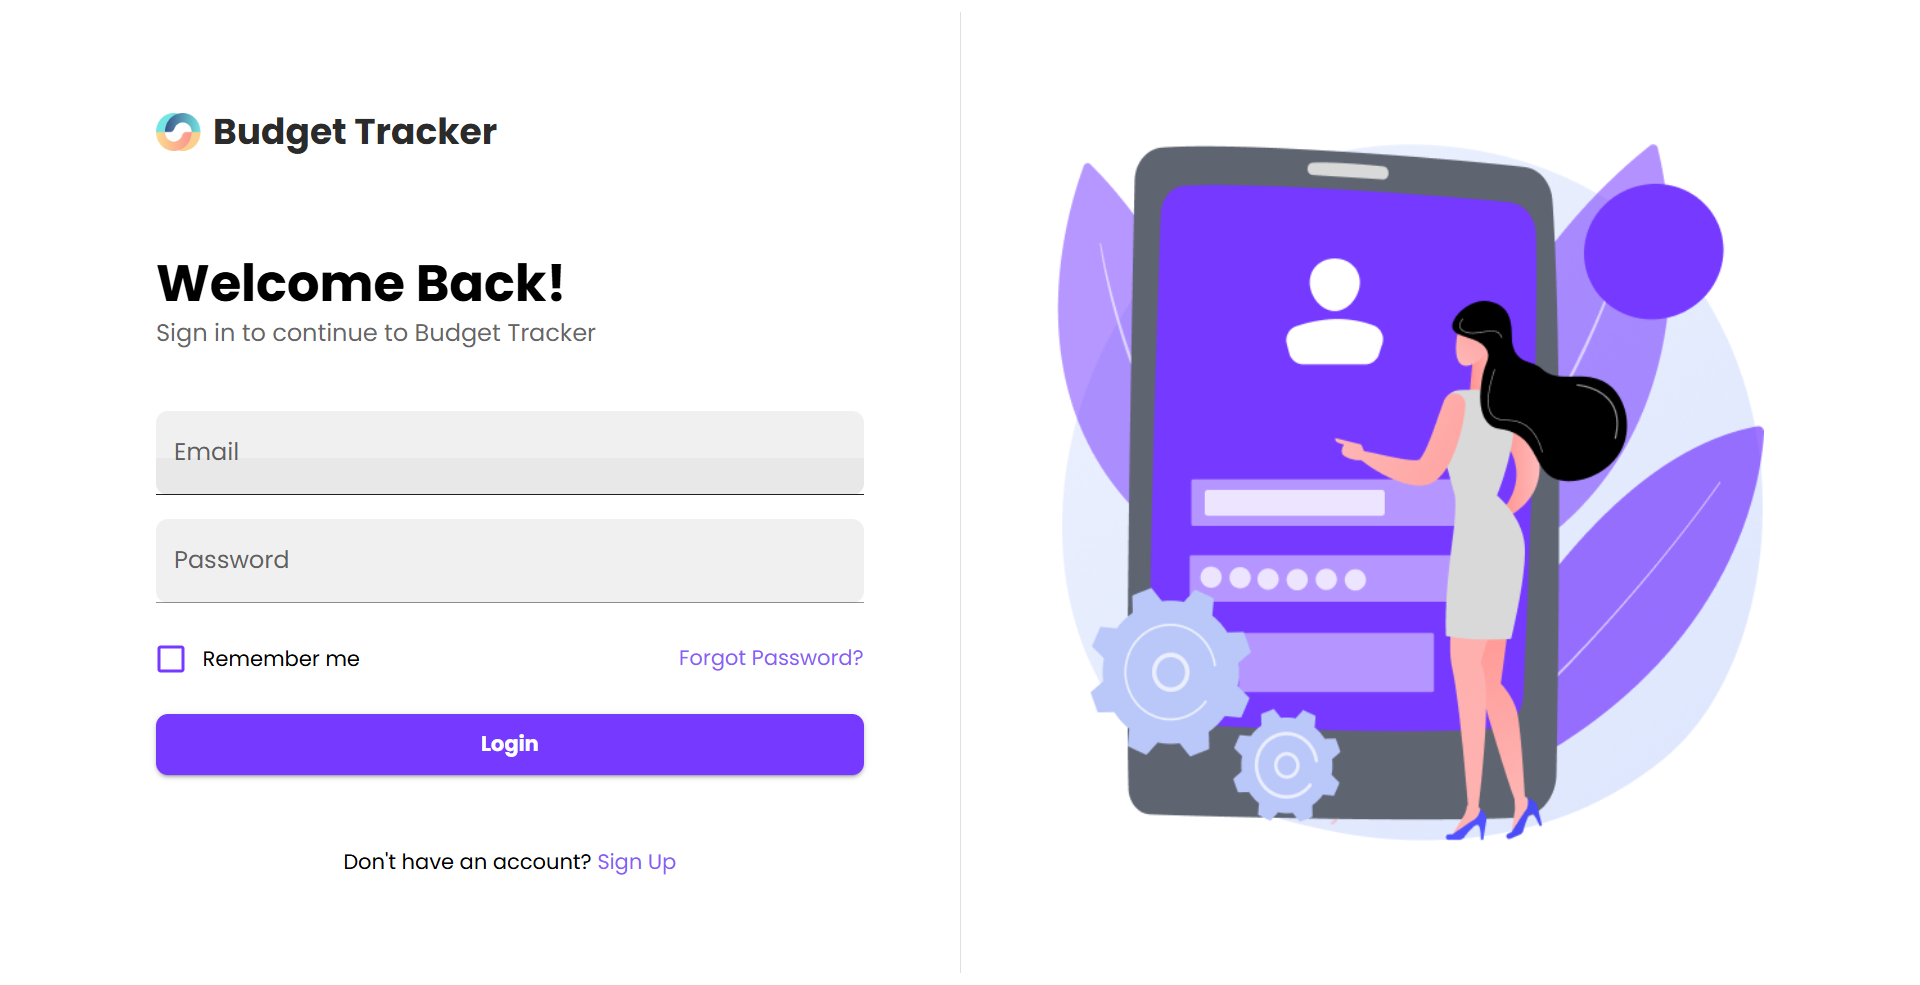 Budget Tracker
Welcome Back!
Sign in to continue to Budget Tracker
Email
Password
Remember me
Forgot Password?
Login
Don't have an account? Sign Up